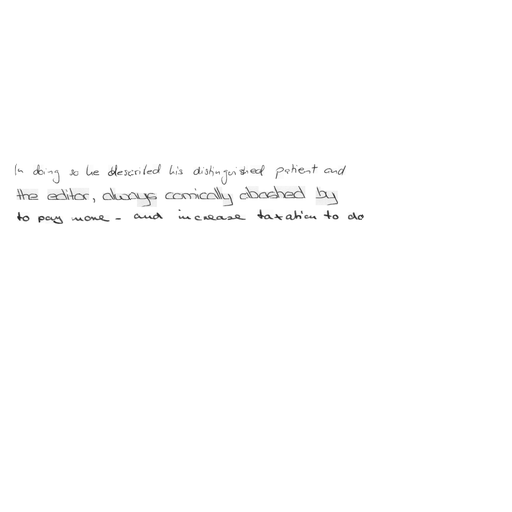 In doing so he described his distinguished patient and
the editor, always comically abashed by
to pay more - and increase taxation to do